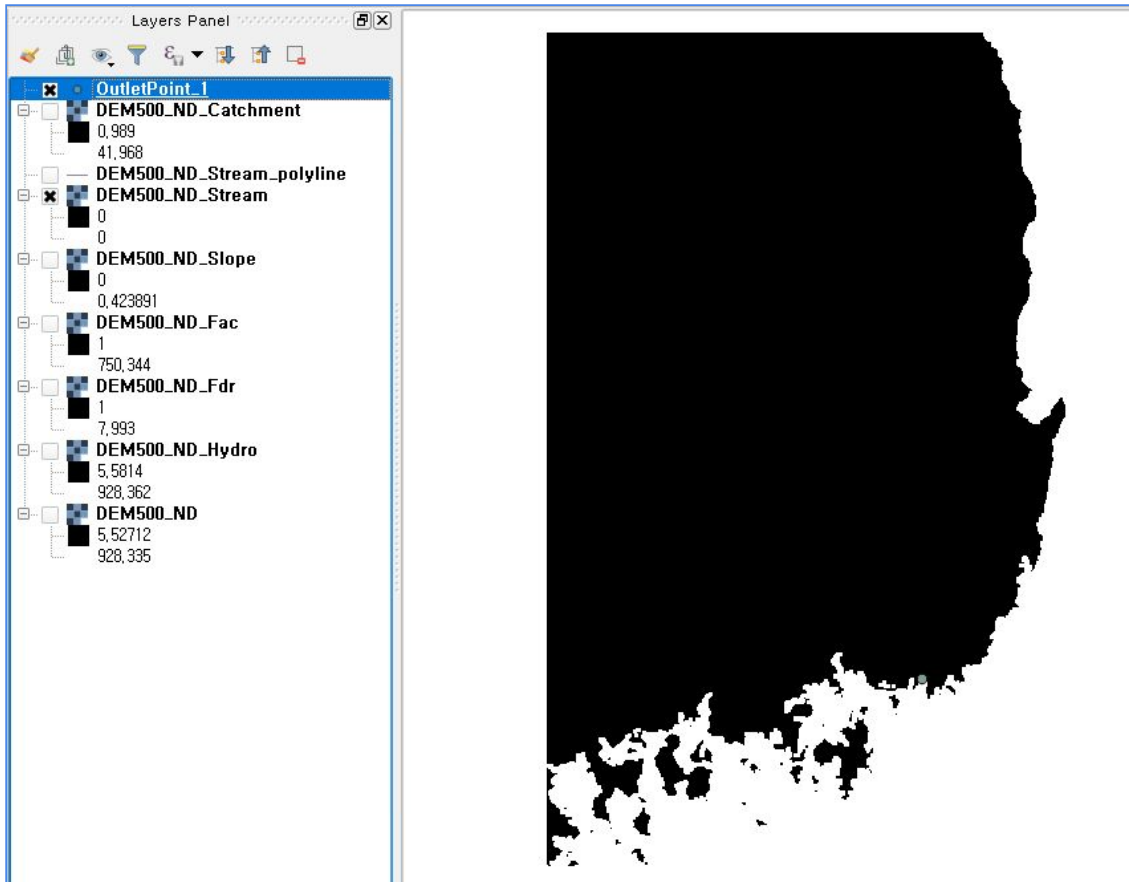 Layers Panel
OutletPoint_1
DEM500_ND_Catchment
0,989
41,968
DEM500_ND_Stream_polyline
DEM500_ND_Stream
0
0
DEM500_ND_Slope
0
0,423891
DEM500_ND_Fac
1
750,344
DEM500_ND_Fdr
1
7,993
DEM500_ND_Hydro
5,5814
928,362
DEM500_ND
5,52712
928,335